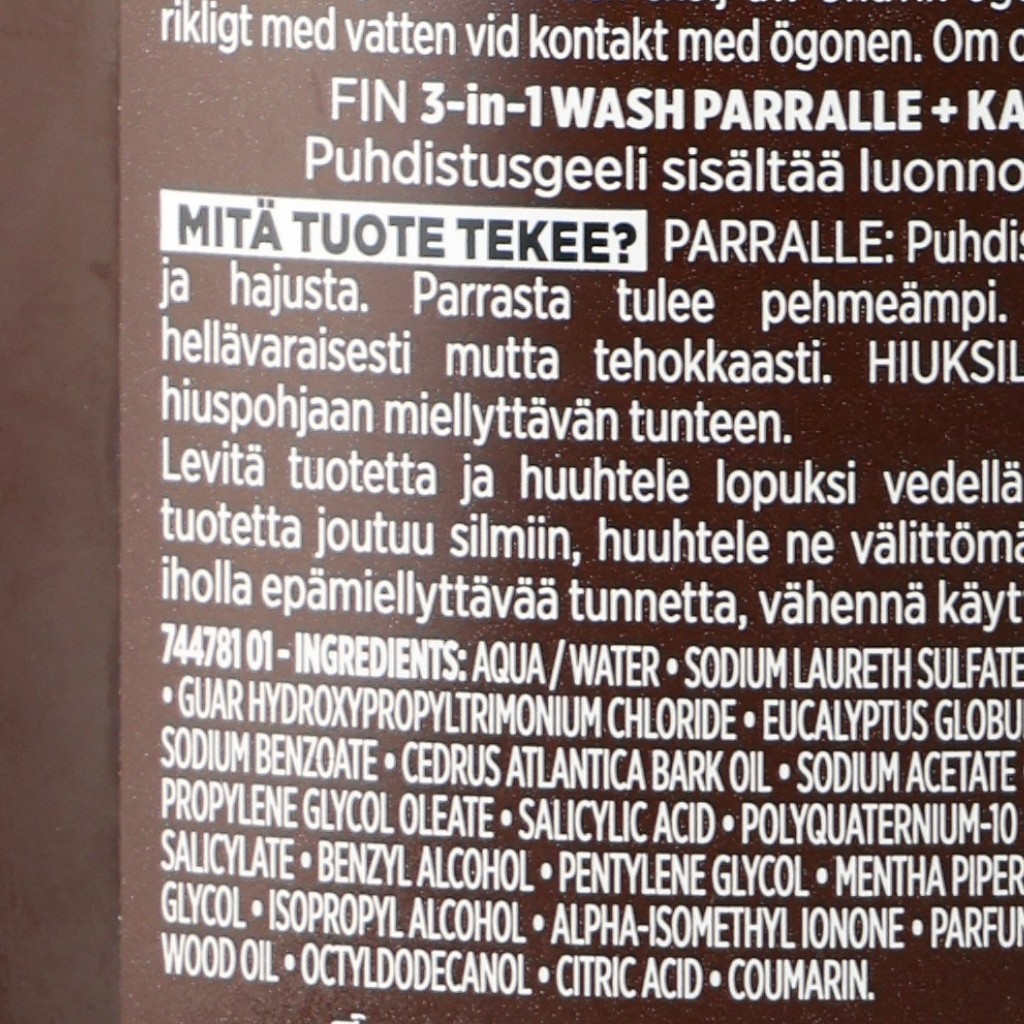 rikligt med vatten vid kontakt med ögonen. Om
FIN 3-in-1 WASH PARRALLE + KA
Puhdistusgeeli sisältää luonno
MITÄ TUOTE TEKEE? PARRALLE: Puhdis
ja hajusta. Parrasta tulee pehmeämpi.
hellävaraisesti mutta tehokkaasti. HIUKSIL
hiuspohjaan miellyttävän tunteen.
Levitä tuotetta ja huuhtele lopuksi vedellä
tuotetta joutuu silmiin, huuhtele ne välittömä
iholla epämiellyttävää tunnetta, vähennä käyt
744781 01 - INGREDIENTS: AQUA / WATER • SODIUM LAURETH SULFATE
• GUAR HYDROXYPROPYLTRIMONIUM CHLORIDE • EUCALYPTUS GLOBU
SODIUM BENZOATE • CEDRUS ATLANTICA BARK OIL • SODIUM ACETATE
PROPYLENE GLYCOL OLEATE • SALICYLIC ACID • POLYQUATERNIUM-10
SALICYLATE • BENZYL ALCOHOL • PENTYLENE GLYCOL • MENTHA PIPER
GLYCOL • ISOPROPYL ALCOHOL • ALPHA-ISOMETHYL IONONE • PARFUM
WOOD OIL • OCTYLDODECANOL • CITRIC ACID • COUMARIN.